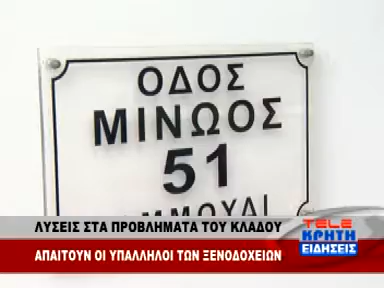 ΟΔΟΣ
ΜΙΝΩΟΣ
51
ΛΥΣΕΙΣ ΣΤΑ ΠΡΟΒΛΗΜΑΤΑ ΤΟΥ ΚΛΑΔΟΥ
ΑΠΑΙΤΟΥΝ ΟΙ ΥΠΑΛΛΗΛΟΙ ΤΩΝ ΞΕΝΟΔΟΧΕΙΩΝ
TELE
ΚΡΗΤΗ
ΕΙΔΗΣΕΙΣ